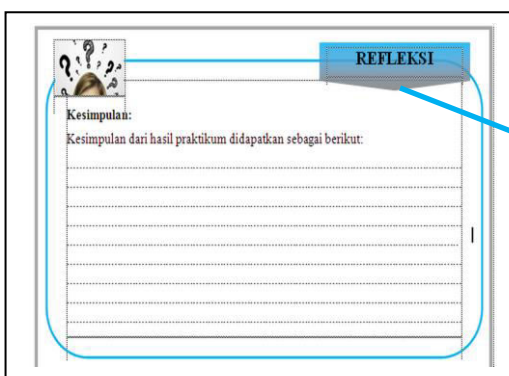 REFLEKSI
Kesimpulan:
Kesimpulan dari hasil praktikum didapatkan sebagai berikut: